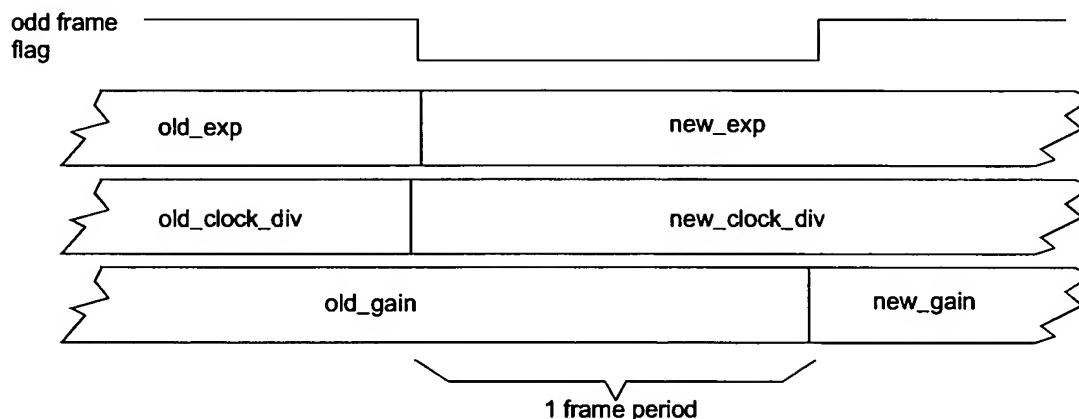 odd frame
flag
old_exp
new_exp
old_clock_div
new_clock_div
old_gain
new_gain
1 frame period